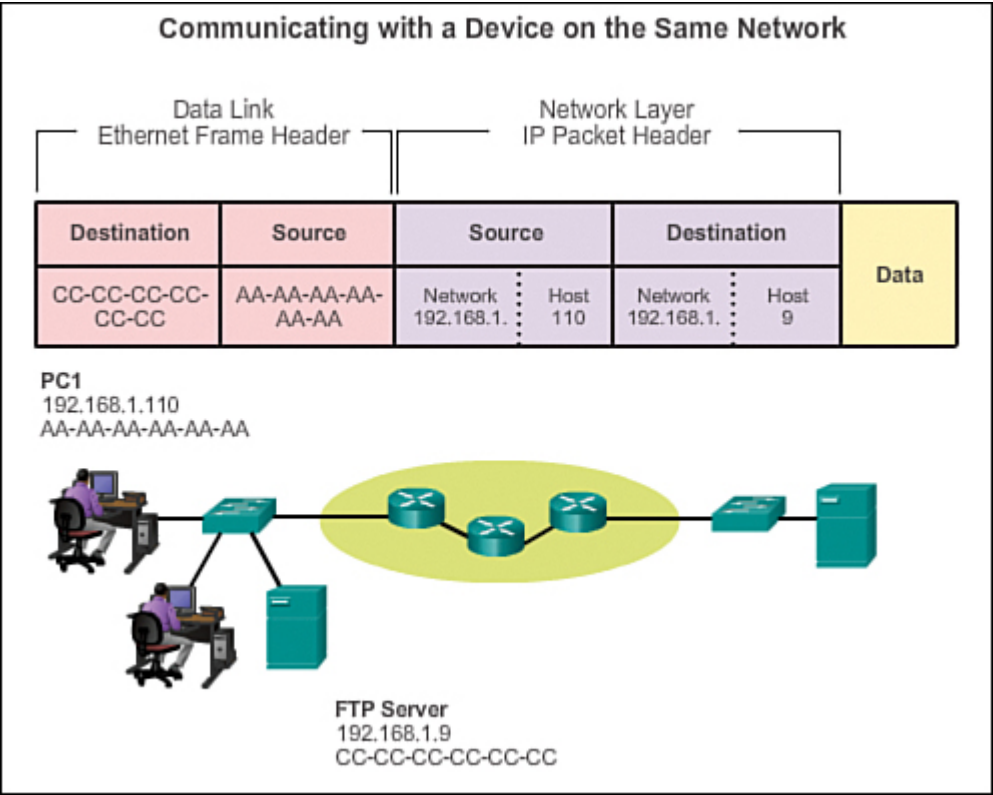 Communicating with a Device on the Same Network
Data Link
Ethernet Frame Header
Network Layer
IP Packet Header
Destination
Source
Source
Destination
Data
CC-CC-CC-CC-
CC-CC
AA-AA-AA-AA-
AA-AA
Network
192.168.1.
Host
110
Network
192.168.1.
Host
9
PC1
192.168.1.110
AA-AA-AA-AA-AA-AA
FTP Server
192.168.1.9
CC-CC-CC-CC-CC-CC